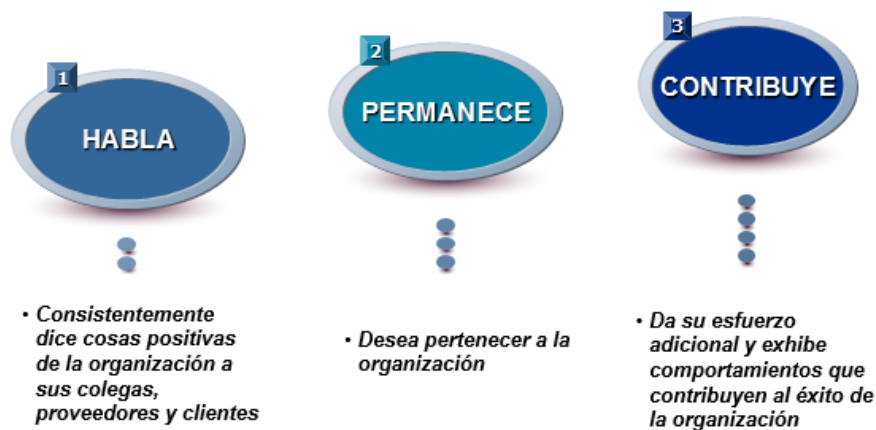 1
HABLA
• Consistentemente
dice cosas positivas
de la organización a
sus colegas,
proveedores y clientes
2
PERMANECE
• Desea pertenecer a la
organización
3
CONTRIBUYE
• Da su esfuerzo
adicional y exhibe
comportamientos que
contribuyen al éxito de
la organización